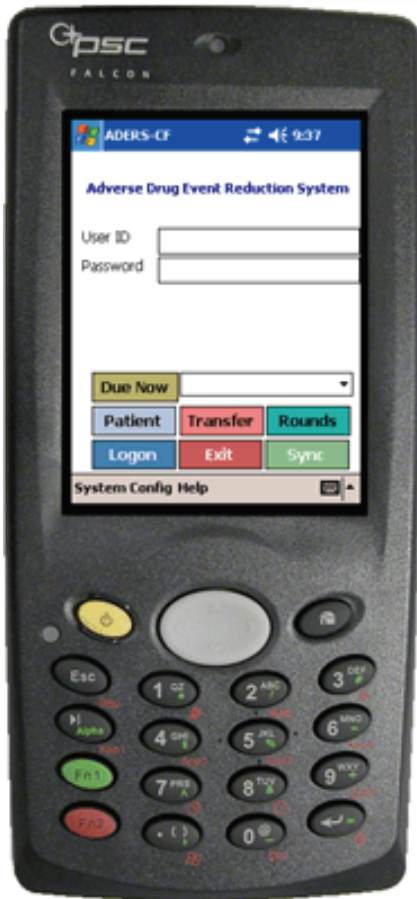 psc
FALCON
ADERS-CF 9:37
Adverse Drug Event Reduction System
User ID
Password
Due Now
Patient Transfer Rounds
Logon Exit Sync
System Config Help
Esc 1 QZ 2 ABC 3 DEF
Alpha 4 GHI 5 JKL 6 MNO
Fn1 7 PRS 8 TUV 9 WXY
Fn2 . ( ) 0 @